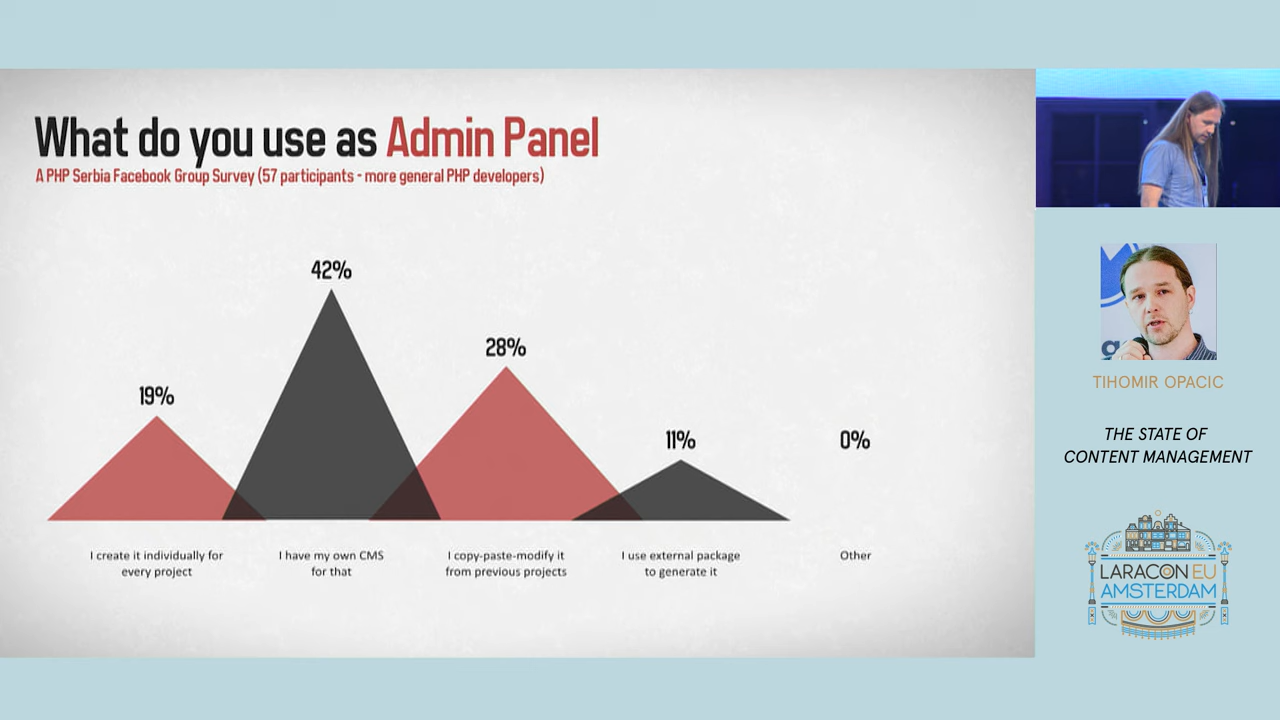 What do you use as Admin Panel
A PHP Serbia Facebook Group Survey (57 participants - more general PHP developers)
19%
42%
28%
11%
0%
I create it individually for
every project
I have my own CMS
for that
I copy-paste-modify it
from previous projects
I use external package
to generate it
Other
g
TIHOMIR OPACIC
THE STATE OF
CONTENT MANAGEMENT
LARACON EU
AMSTERDAM